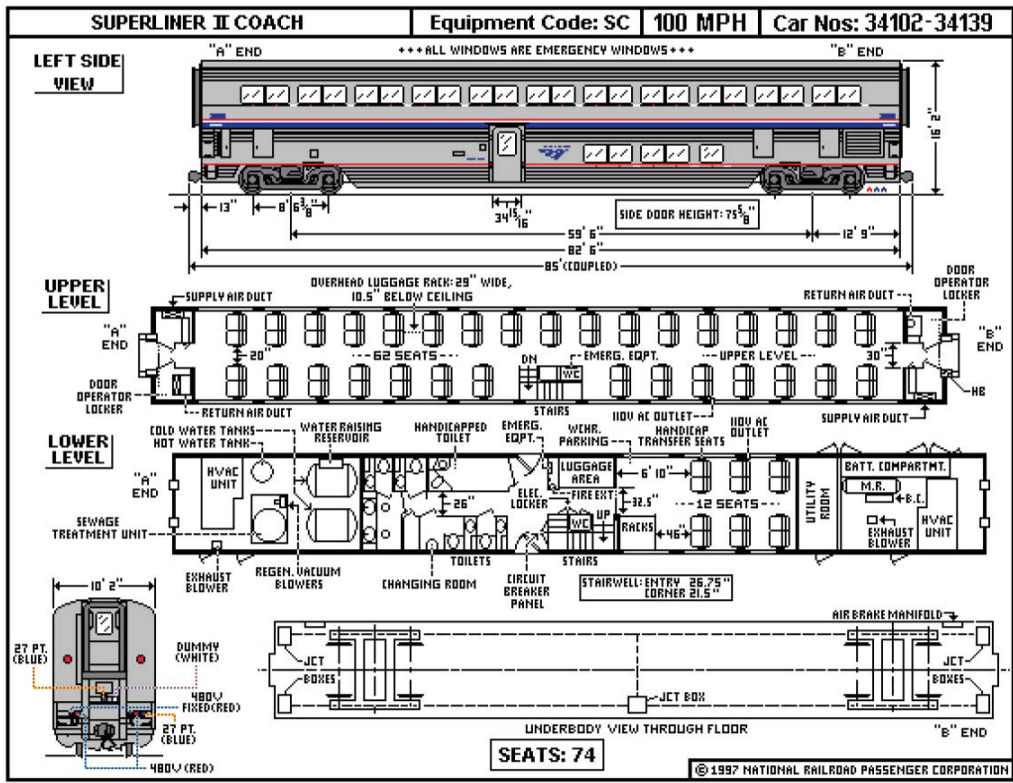 SUPERLINER II COACH
Equipment Code: SC
100 MPH
Car Nos: 34102-34139
LEFT SIDE
VIEW
"A" END
+++ALL WINDOWS ARE EMERGENCY WINDOWS+++
"B" END
16' 2"
13"
8' 6 3/8"
34 15/16"
SIDE DOOR HEIGHT: 75 5/8"
59' 6"
12' 9"
82' 6"
85' (COUPLED)
UPPER
LEVEL
SUPPLY AIR DUCT
OVERHEAD LUGGAGE RACK: 29" WIDE,
10.5" BELOW CEILING
RETURN AIR DUCT
DOOR
OPERATOR
LOCKER
"A"
END
20"
62 SEATS
DN
WC
EMERG. EQPT.
UPPER LEVEL
30"
"B"
END
HB
DOOR
OPERATOR
LOCKER
RETURN AIR DUCT
STAIRS
110V AC OUTLET
SUPPLY AIR DUCT
LOWER
LEVEL
COLD WATER TANKS
HOT WATER TANK
WATER RAISING
RESERVOIR
HANDICAPPED
TOILET
EMERG.
EQPT.
WCHR.
PARKING
HANDICAP
TRANSFER SEATS
110V AC
OUTLET
"A"
END
HVAC
UNIT
26"
ELEC.
LOCKER
LUGGAGE
AREA
FIRE EXT.
6' 10"
32.5"
12 SEATS
UP
WC
RACKS
46"
UTILITY
ROOM
BATT. COMPARTMT.
M.R.
B.C.
EXHAUST
BLOWER
HVAC
UNIT
SEWAGE
TREATMENT UNIT
EXHAUST
BLOWER
REGEN. VACUUM
BLOWERS
CHANGING ROOM
TOILETS
CIRCUIT
BREAKER
PANEL
STAIRS
STAIRWELL: ENTRY 26.75"
CORNER 21.5"
10' 2"
27 PT.
(BLUE)
DUMMY
(WHITE)
480V
FIXED (RED)
27 PT.
(BLUE)
480V (RED)
AIR BRAKE MANIFOLD
JCT
BOXES
JCT BOX
JCT
BOXES
UNDERBODY VIEW THROUGH FLOOR
"B" END
SEATS: 74
© 1997 NATIONAL RAILROAD PASSENGER CORPORATION